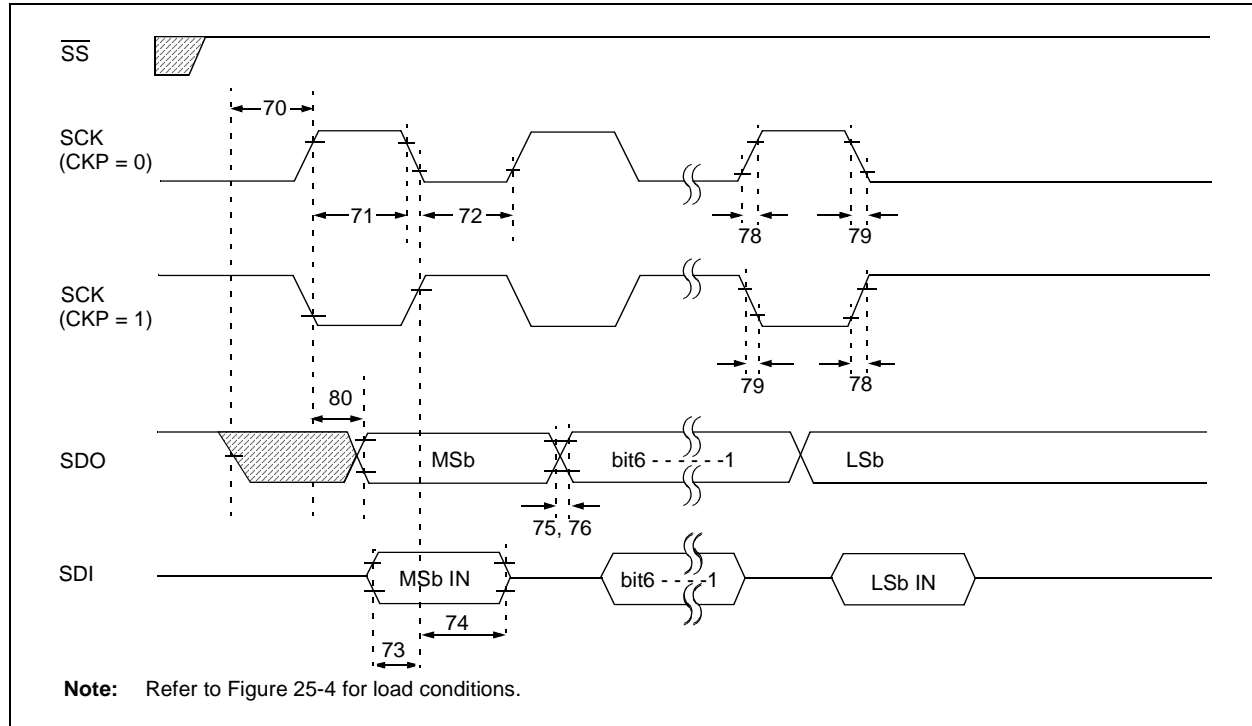 SS
70
SCK
(CKP = 0)
71
72
78
79
SCK
(CKP = 1)
79
78
80
SDO
MSb
bit6 - - - - - -1
LSb
75, 76
SDI
MSb IN
bit6 - - - - -1
LSb IN
74
73
Note: Refer to Figure 25-4 for load conditions.